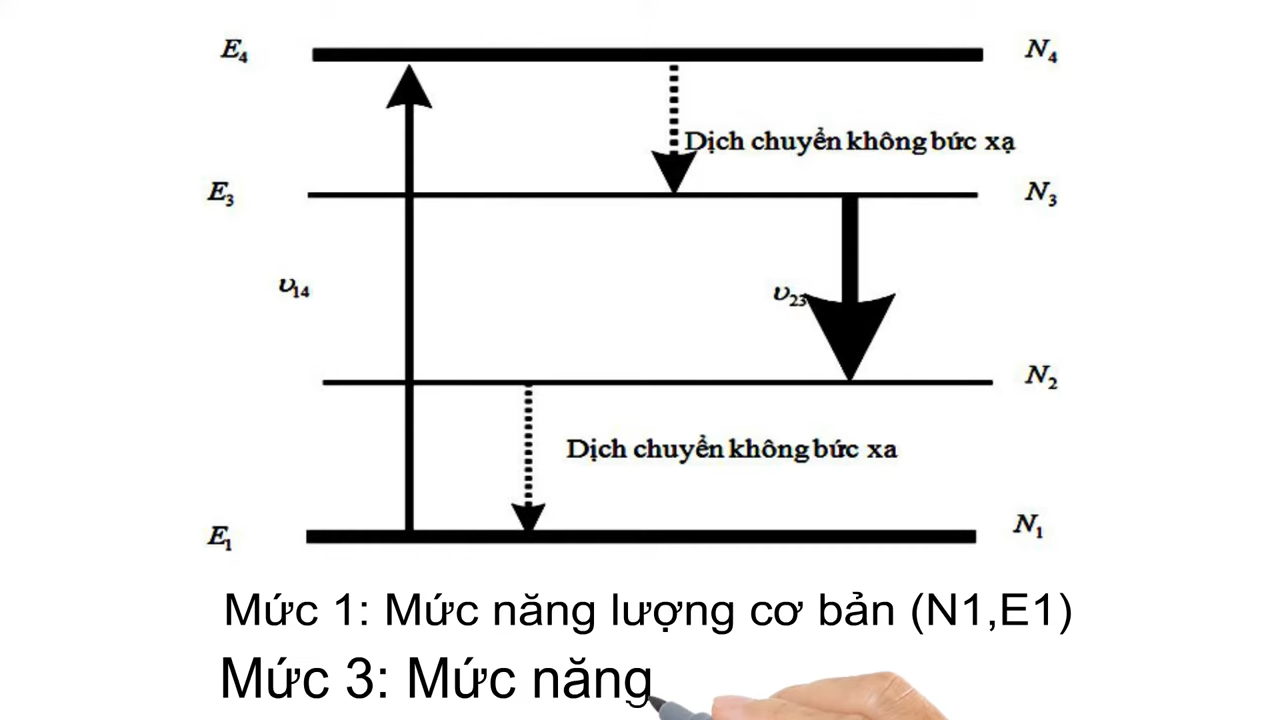 E4 N4
Dịch chuyển không bức xạ
E3 N3
υ14 υ23
N2
Dịch chuyển không bức xa
E1 N1
Mức 1: Mức năng lượng cơ bản (N1,E1)
Mức 3: Mức năng